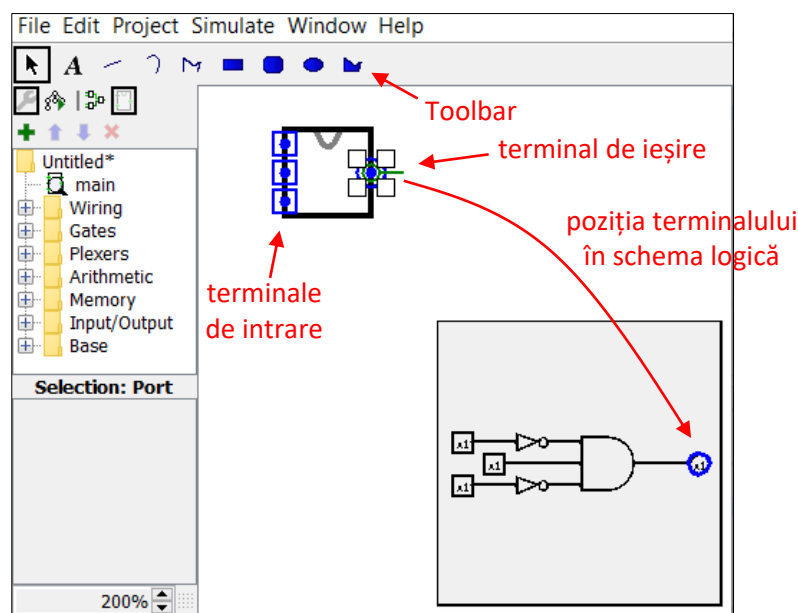 File Edit Project Simulate Window Help
A
Toolbar
Untitled*
main
Wiring
Gates
Plexers
Arithmetic
Memory
Input/Output
Base
Selection: Port
200%
terminal de ieșire
poziția terminalului
în schema logică
terminale
de intrare
x1
x1
x1
x1